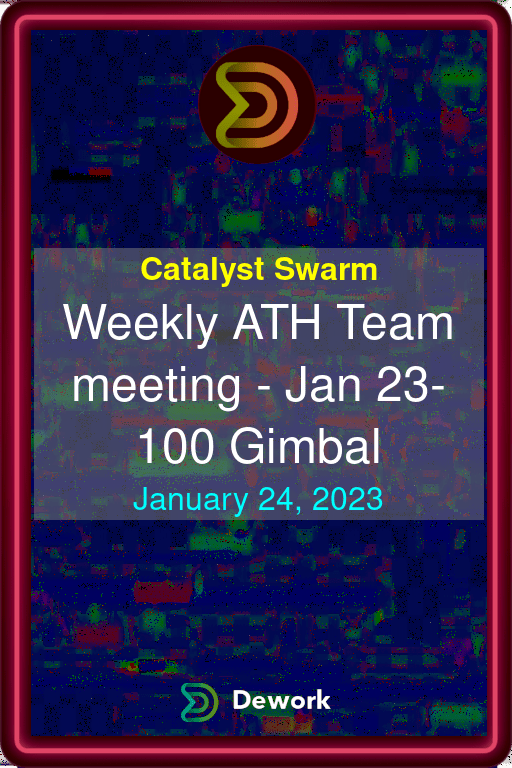 Catalyst Swarm
Weekly ATH Team
meeting - Jan 23-
100 Gimbal
January 24, 2023
Dework